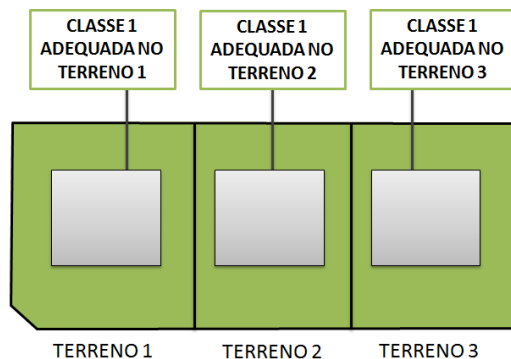 CLASSE 1
ADEQUADA NO
TERRENO 1
CLASSE 1
ADEQUADA NO
TERRENO 2
CLASSE 1
ADEQUADA NO
TERRENO 3
TERRENO 1
TERRENO 2
TERRENO 3